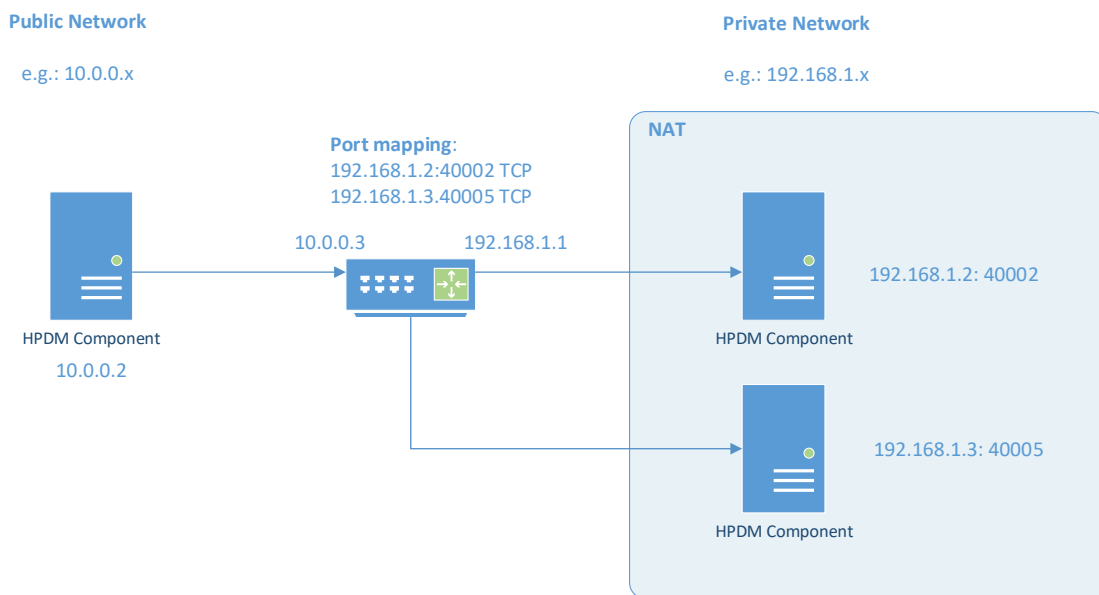 Public Network
Private Network
e.g.: 10.0.0.x
e.g.: 192.168.1.x
NAT
Port mapping:
192.168.1.2:40002 TCP
192.168.1.3.40005 TCP
10.0.0.3
192.168.1.1
192.168.1.2: 40002
HPDM Component
10.0.0.2
HPDM Component
192.168.1.3: 40005
HPDM Component